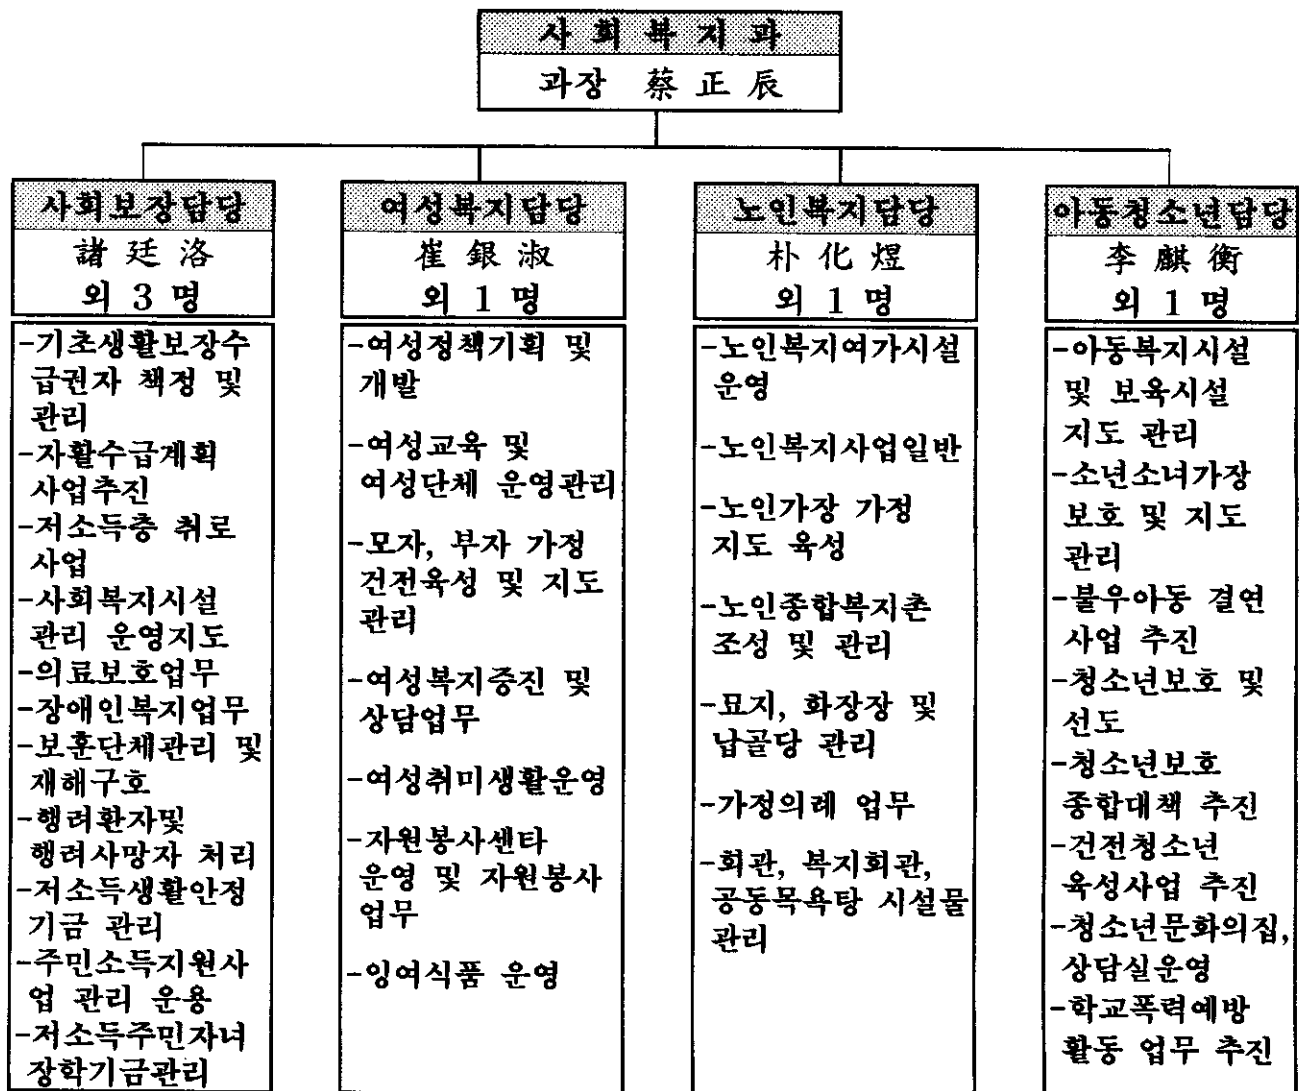 사회복지과
과장 蔡正辰
사회보장담당
諸廷洛
외 3 명
-기초생활보장수
급권자 책정 및
관리
-자활수급계획
사업추진
-저소득층 취로
사업
-사회복지시설
관리 운영지도
-의료보호업무
-장애인복지업무
-보훈단체관리 및
재해구호
-행려환자및
행려사망자 처리
-저소득생활안정
기금 관리
-주민소득지원사
업 관리 운용
-저소득주민자녀
장학기금관리
여성복지담당
崔銀淑
외 1 명
-여성정책기획 및
개발
-여성교육 및
여성단체 운영관리
-모자, 부자 가정
건전육성 및 지도
관리
-여성복지증진 및
상담업무
-여성취미생활운영
-자원봉사센타
운영 및 자원봉사
업무
-잉여식품 운영
노인복지담당
朴化煜
외 1 명
-노인복지여가시설
운영
-노인복지사업일반
-노인가장 가정
지도 육성
-노인종합복지촌
조성 및 관리
-묘지, 화장장 및
납골당 관리
-가정의례 업무
-회관, 복지회관,
공동목욕탕 시설물
관리
아동청소년담당
李麒衡
외 1 명
-아동복지시설
및 보육시설
지도 관리
-소년소녀가장
보호 및 지도
관리
-불우아동 결연
사업 추진
-청소년보호 및
선도
-청소년보호
종합대책 추진
-건전청소년
육성사업 추진
-청소년문화의집,
상담실운영
-학교폭력예방
활동 업무 추진